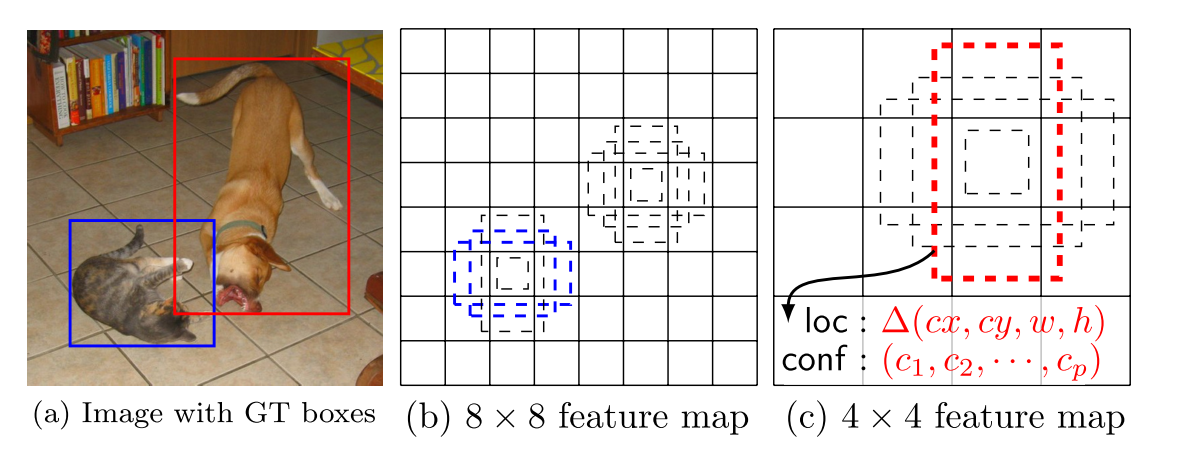 loc : Δ(cx, cy, w, h)
conf : (c₁, c₂, ⋯, cₚ)
(a) Image with GT boxes
(b) 8 × 8 feature map
(c) 4 × 4 feature map